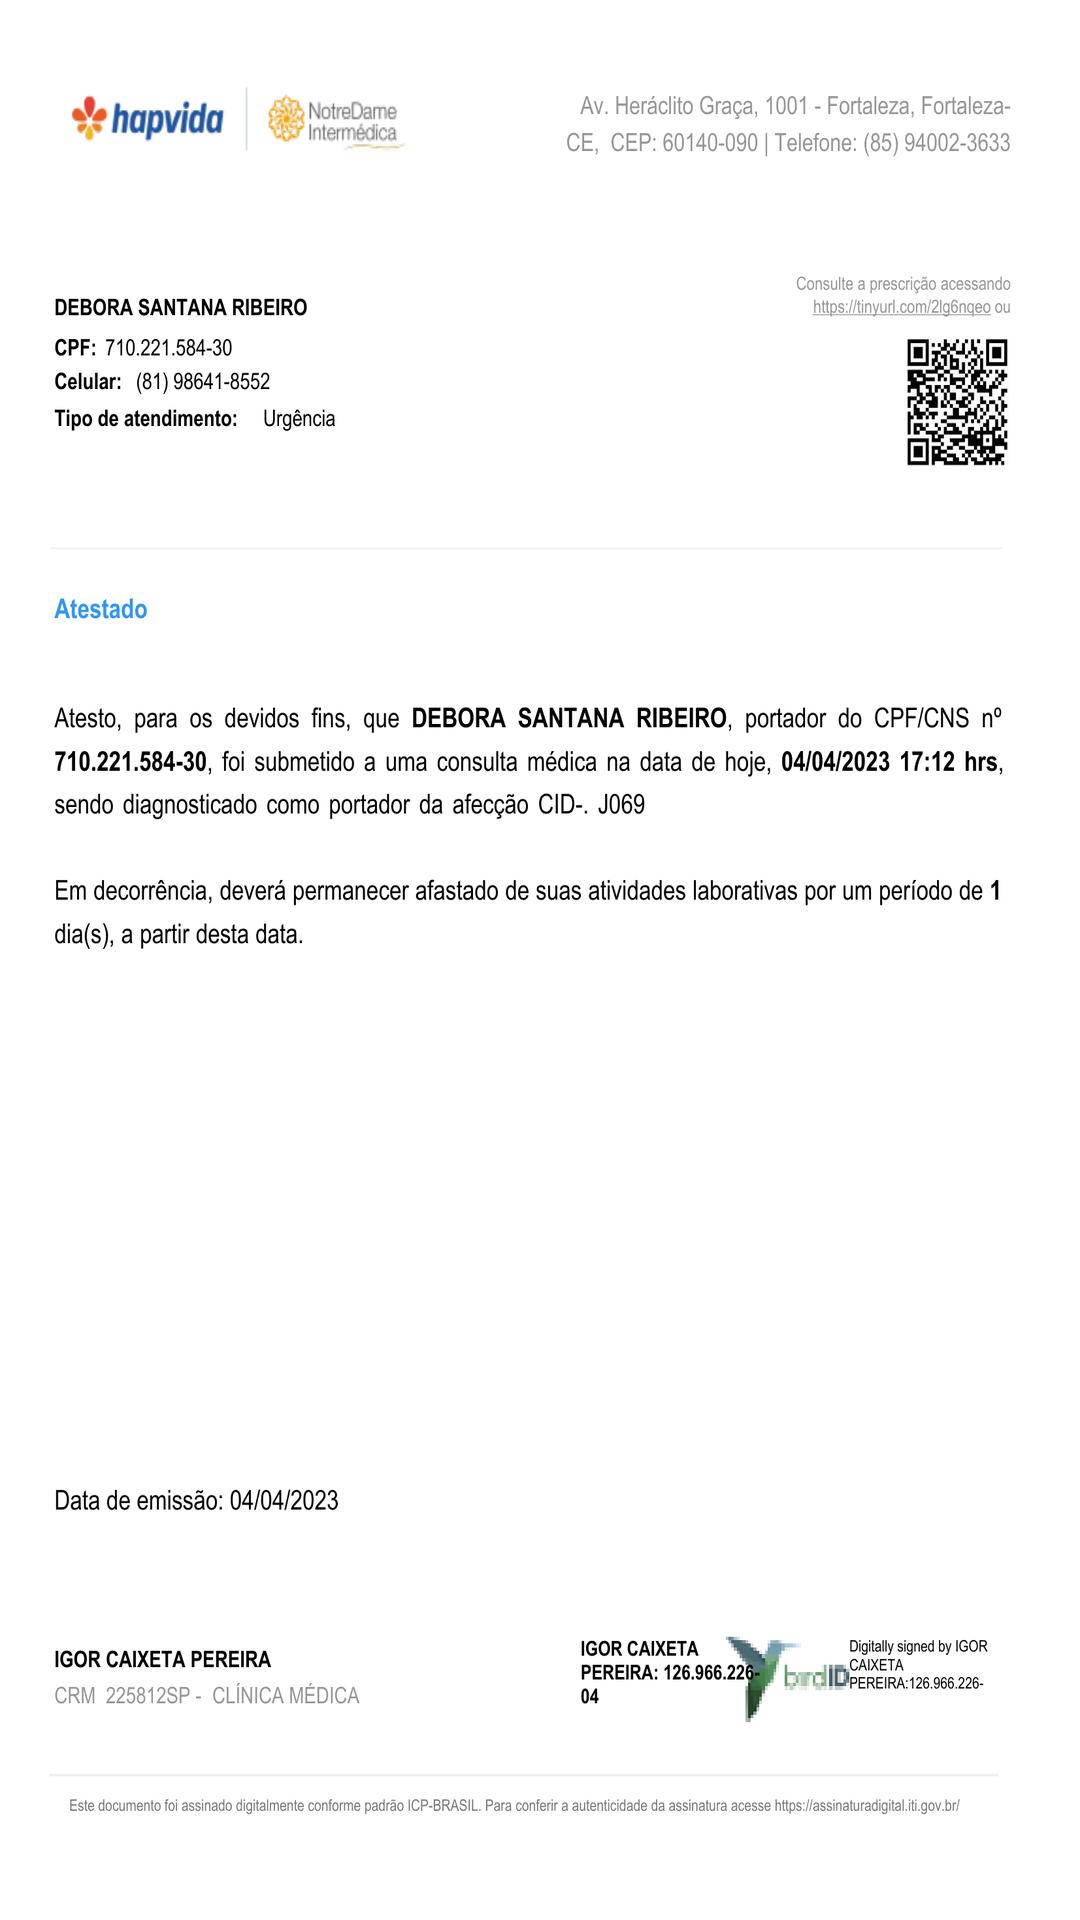 hapvida
NotreDame
Intermédica
Av. Heráclito Graça, 1001 - Fortaleza, Fortaleza-
CE, CEP: 60140-090 | Telefone: (85) 94002-3633
Consulte a prescrição acessando
https://tinyurl.com/2lg6nqeo ou
DEBORA SANTANA RIBEIRO
CPF: 710.221.584-30
Celular: (81) 98641-8552
Tipo de atendimento: Urgência
Atestado
Atesto, para os devidos fins, que DEBORA SANTANA RIBEIRO, portador do CPF/CNS nº
710.221.584-30, foi submetido a uma consulta médica na data de hoje, 04/04/2023 17:12 hrs,
sendo diagnosticado como portador da afecção CID-. J069
Em decorrência, deverá permanecer afastado de suas atividades laborativas por um período de 1
dia(s), a partir desta data.
Data de emissão: 04/04/2023
IGOR CAIXETA PEREIRA
CRM 225812SP - CLÍNICA MÉDICA
IGOR CAIXETA
PEREIRA: 126.966.226-
04
birdID
Digitally signed by IGOR
CAIXETA
PEREIRA:126.966.226-
Este documento foi assinado digitalmente conforme padrão ICP-BRASIL. Para conferir a autenticidade da assinatura acesse https://assinaturadigital.iti.gov.br/